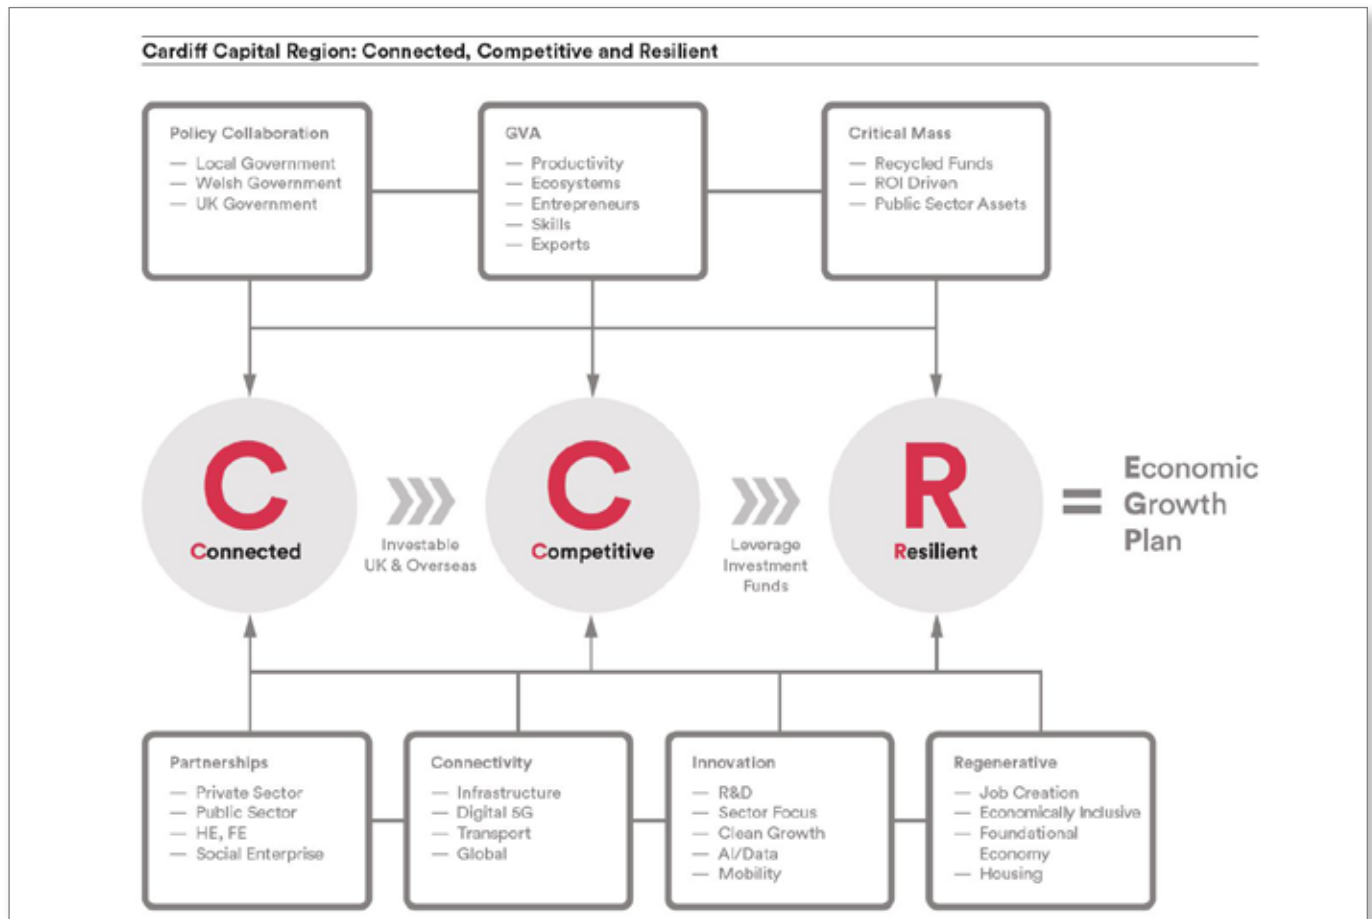 Cardiff Capital Region: Connected, Competitive and Resilient
Policy Collaboration
— Local Government
— Welsh Government
— UK Government
GVA
— Productivity
— Ecosystems
— Entrepreneurs
— Skills
— Exports
Critical Mass
— Recycled Funds
— ROI Driven
— Public Sector Assets
C
Connected
Investable
UK & Overseas
C
Competitive
Leverage
Investment
Funds
R
Resilient
=
Economic
Growth
Plan
Partnerships
— Private Sector
— Public Sector
— HE, FE
— Social Enterprise
Connectivity
— Infrastructure
— Digital 5G
— Transport
— Global
Innovation
— R&D
— Sector Focus
— Clean Growth
— AI/Data
— Mobility
Regenerative
— Job Creation
— Economically Inclusive
— Foundational
Economy
— Housing